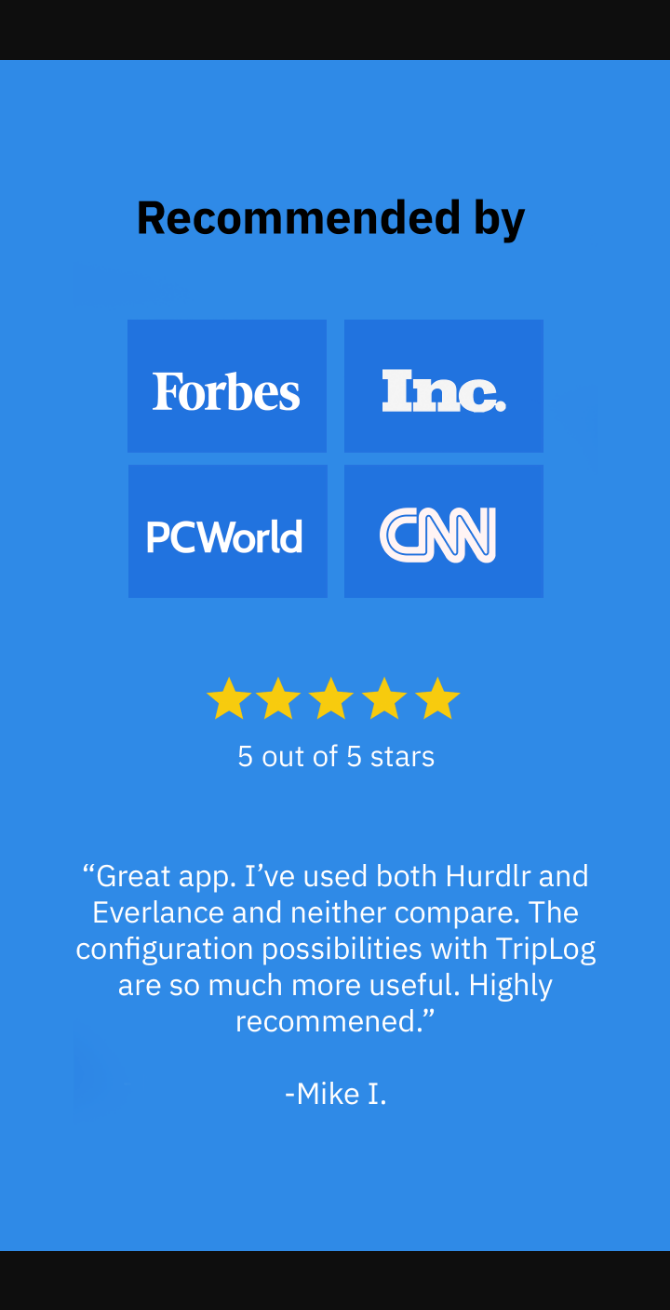 Recommended by
Forbes
Inc.
PCWorld
CNN
5 out of 5 stars
“Great app. I’ve used both Hurdlr and
Everlance and neither compare. The
configuration possibilities with TripLog
are so much more useful. Highly
recommened.”
-Mike I.